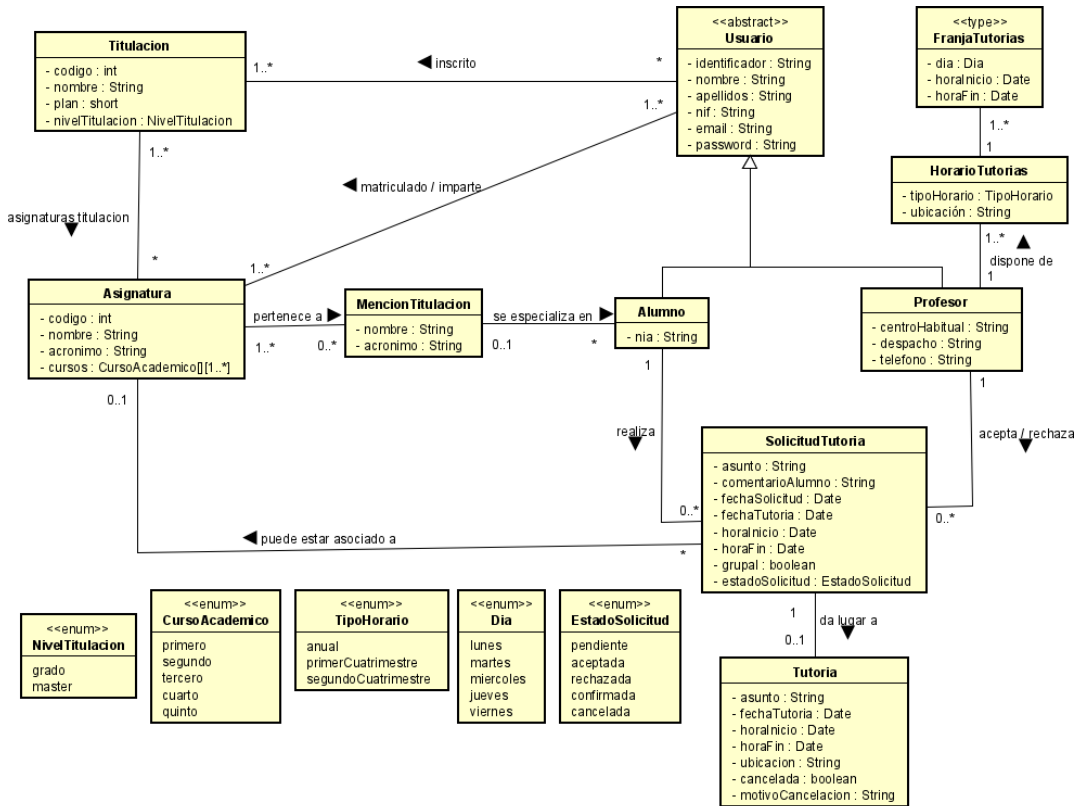 Titulacion
- codigo : int
- nombre : String
- plan : short
- nivelTitulacion : NivelTitulacion
1..*
inscrito
*
<<abstract>>
Usuario
- identificador : String
- nombre : String
- apellidos : String
- nif : String
- email : String
- password : String
<<type>>
FranjaTutorias
- dia : Dia
- horaInicio : Date
- horaFin : Date
1..*
1
HorarioTutorias
- tipoHorario : TipoHorario
- ubicación : String
1..*
dispone de
1
1..*
matriculado / imparte
1..*
1..*
asignaturas titulacion
*
Asignatura
- codigo : int
- nombre : String
- acronimo : String
- cursos : CursoAcademico[][1..*]
pertenece a
1..*
0..*
MencionTitulacion
- nombre : String
- acronimo : String
se especializa en
0..1
*
Alumno
- nia : String
1
Profesor
- centroHabitual : String
- despacho : String
- telefono : String
1
0..1
realiza
acepta / rechaza
0..*
0..*
SolicitudTutoria
- asunto : String
- comentarioAlumno : String
- fechaSolicitud : Date
- fechaTutoria : Date
- horaInicio : Date
- horaFin : Date
- grupal : boolean
- estadoSolicitud : EstadoSolicitud
puede estar asociado a
*
1
da lugar a
0..1
<<enum>>
NivelTitulacion
grado
master
<<enum>>
CursoAcademico
primero
segundo
tercero
cuarto
quinto
<<enum>>
TipoHorario
anual
primerCuatrimestre
segundoCuatrimestre
<<enum>>
Dia
lunes
martes
miercoles
jueves
viernes
<<enum>>
EstadoSolicitud
pendiente
aceptada
rechazada
confirmada
cancelada
Tutoria
- asunto : String
- fechaTutoria : Date
- horaInicio : Date
- horaFin : Date
- ubicacion : String
- cancelada : boolean
- motivoCancelacion : String